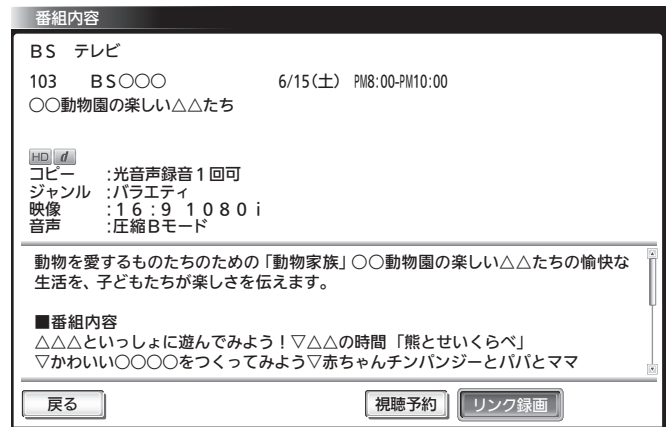 番組内容
BS テレビ
103 BS○○○ 6/15(土) PM8:00-PM10:00
○○動物園の楽しい△△たち
HD d
コピー :光音声録音1回可
ジャンル :バラエティ
映像 :16:9 1080i
音声 :圧縮Bモード
動物を愛するものたちのための「動物家族」○○動物園の楽しい△△たちの愉快な
生活を、子どもたちが楽しさを伝えます。
■番組内容
△△△といっしょに遊んでみよう！▽△△の時間「熊とせいくらべ」
▽かわいい○○○○をつくってみよう▽赤ちゃんチンパンジーとパパとママ
戻る 視聴予約 リンク録画